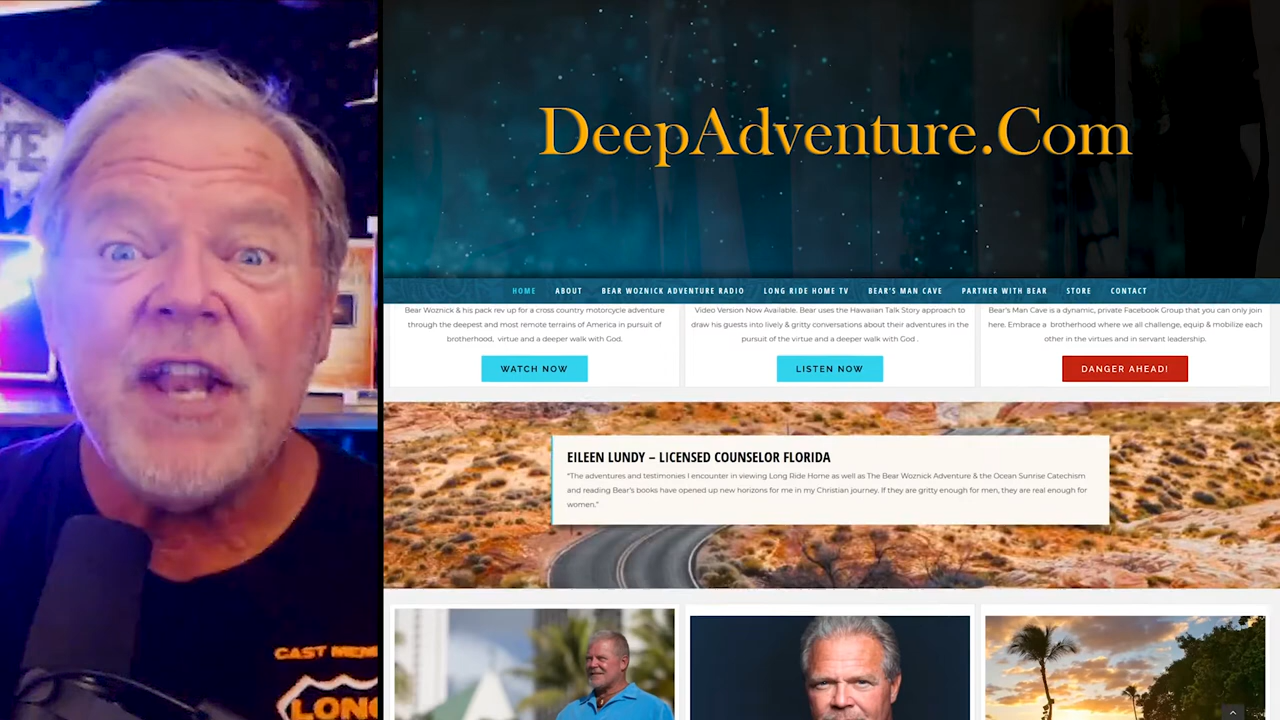 DeepAdventure.Com
HOME ABOUT BEAR WOZNICK ADVENTURE RADIO LONG RIDE HOME TV BEAR'S MAN CAVE PARTNER WITH BEAR STORE CONTACT
Bear Woznick & his pack rev up for a cross country motorcycle adventure
through the deepest and most remote terrains of America in pursuit of
brotherhood, virtue and a deeper walk with God.
WATCH NOW
Video Version Now Available. Bear uses the Hawaiian Talk Story approach to
draw his guests into lively & gritty conversations about their adventures in the
pursuit of the virtue and a deeper walk with God .
LISTEN NOW
Bear's Man Cave is a dynamic, private Facebook Group that you can only join
here. Embrace a brotherhood where we all challenge, equip & mobilize each
other in the virtues and in servant leadership.
DANGER AHEAD!
EILEEN LUNDY – LICENSED COUNSELOR FLORIDA
"The adventures and testimonies I encounter in viewing Long Ride Home as well as The Bear Woznick Adventure & the Ocean Sunrise Catechism
and reading Bear's books have opened up new horizons for me in my Christian journey. If they are gritty enough for men, they are real enough for
women."
CAST
LONG